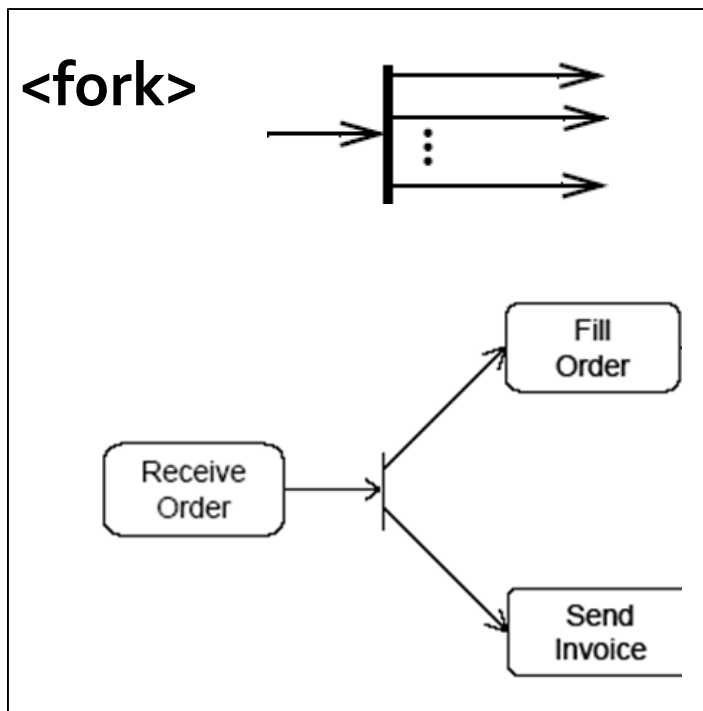 <fork>
Fill
Order
Receive
Order
Send
Invoice